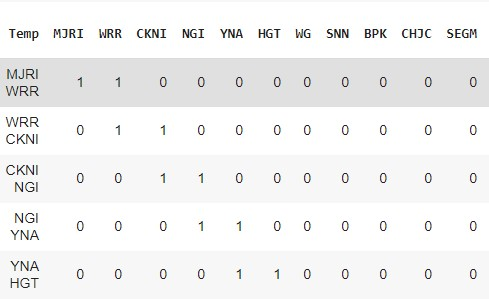 Temp MJRI WRR CKNI NGI YNA HGT WG SNN BPK CHJC SEGM
MJRI
WRR 1 1 0 0 0 0 0 0 0 0 0
WRR
CKNI 0 1 1 0 0 0 0 0 0 0 0
CKNI
NGI 0 0 1 1 0 0 0 0 0 0 0
NGI
YNA 0 0 0 1 1 0 0 0 0 0 0
YNA
HGT 0 0 0 0 1 1 0 0 0 0 0